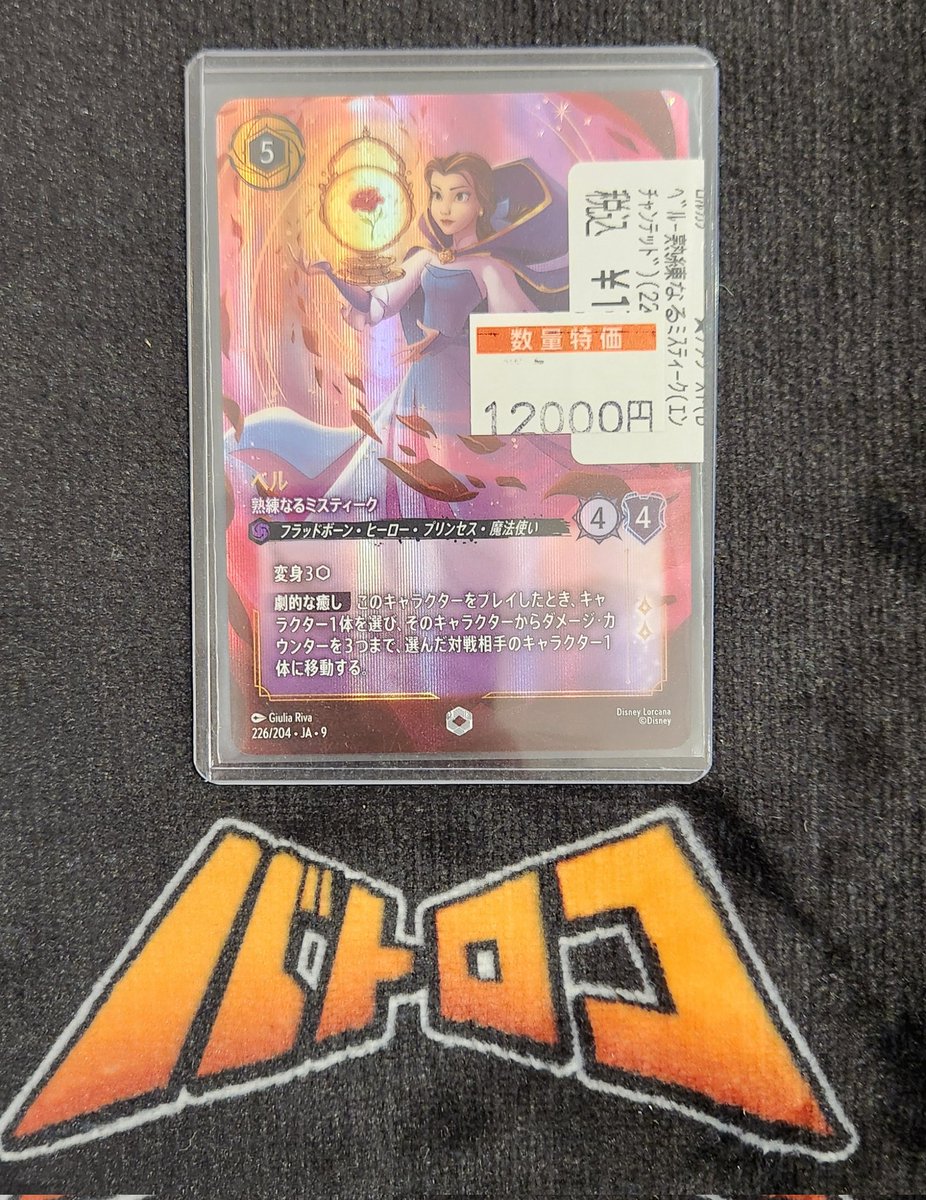 5
税込 ¥1
ベル-熟練なるミスティーク(エン
チャンテッド)(22
数量特価
12000円
ベル
熟練なるミスティーク
フラッドボーン・ヒーロー・プリンセス・魔法使い
4 4
変身3
劇的な癒し このキャラクターをプレイしたとき、キャ
ラクター1体を選び、そのキャラクターからダメージ・カ
ウンターを3つまで、選んだ対戦相手のキャラクター1
体に移動する。
Giulia Riva
226/204・JA・9
Disney Lorcana
©Disney
バトロコ